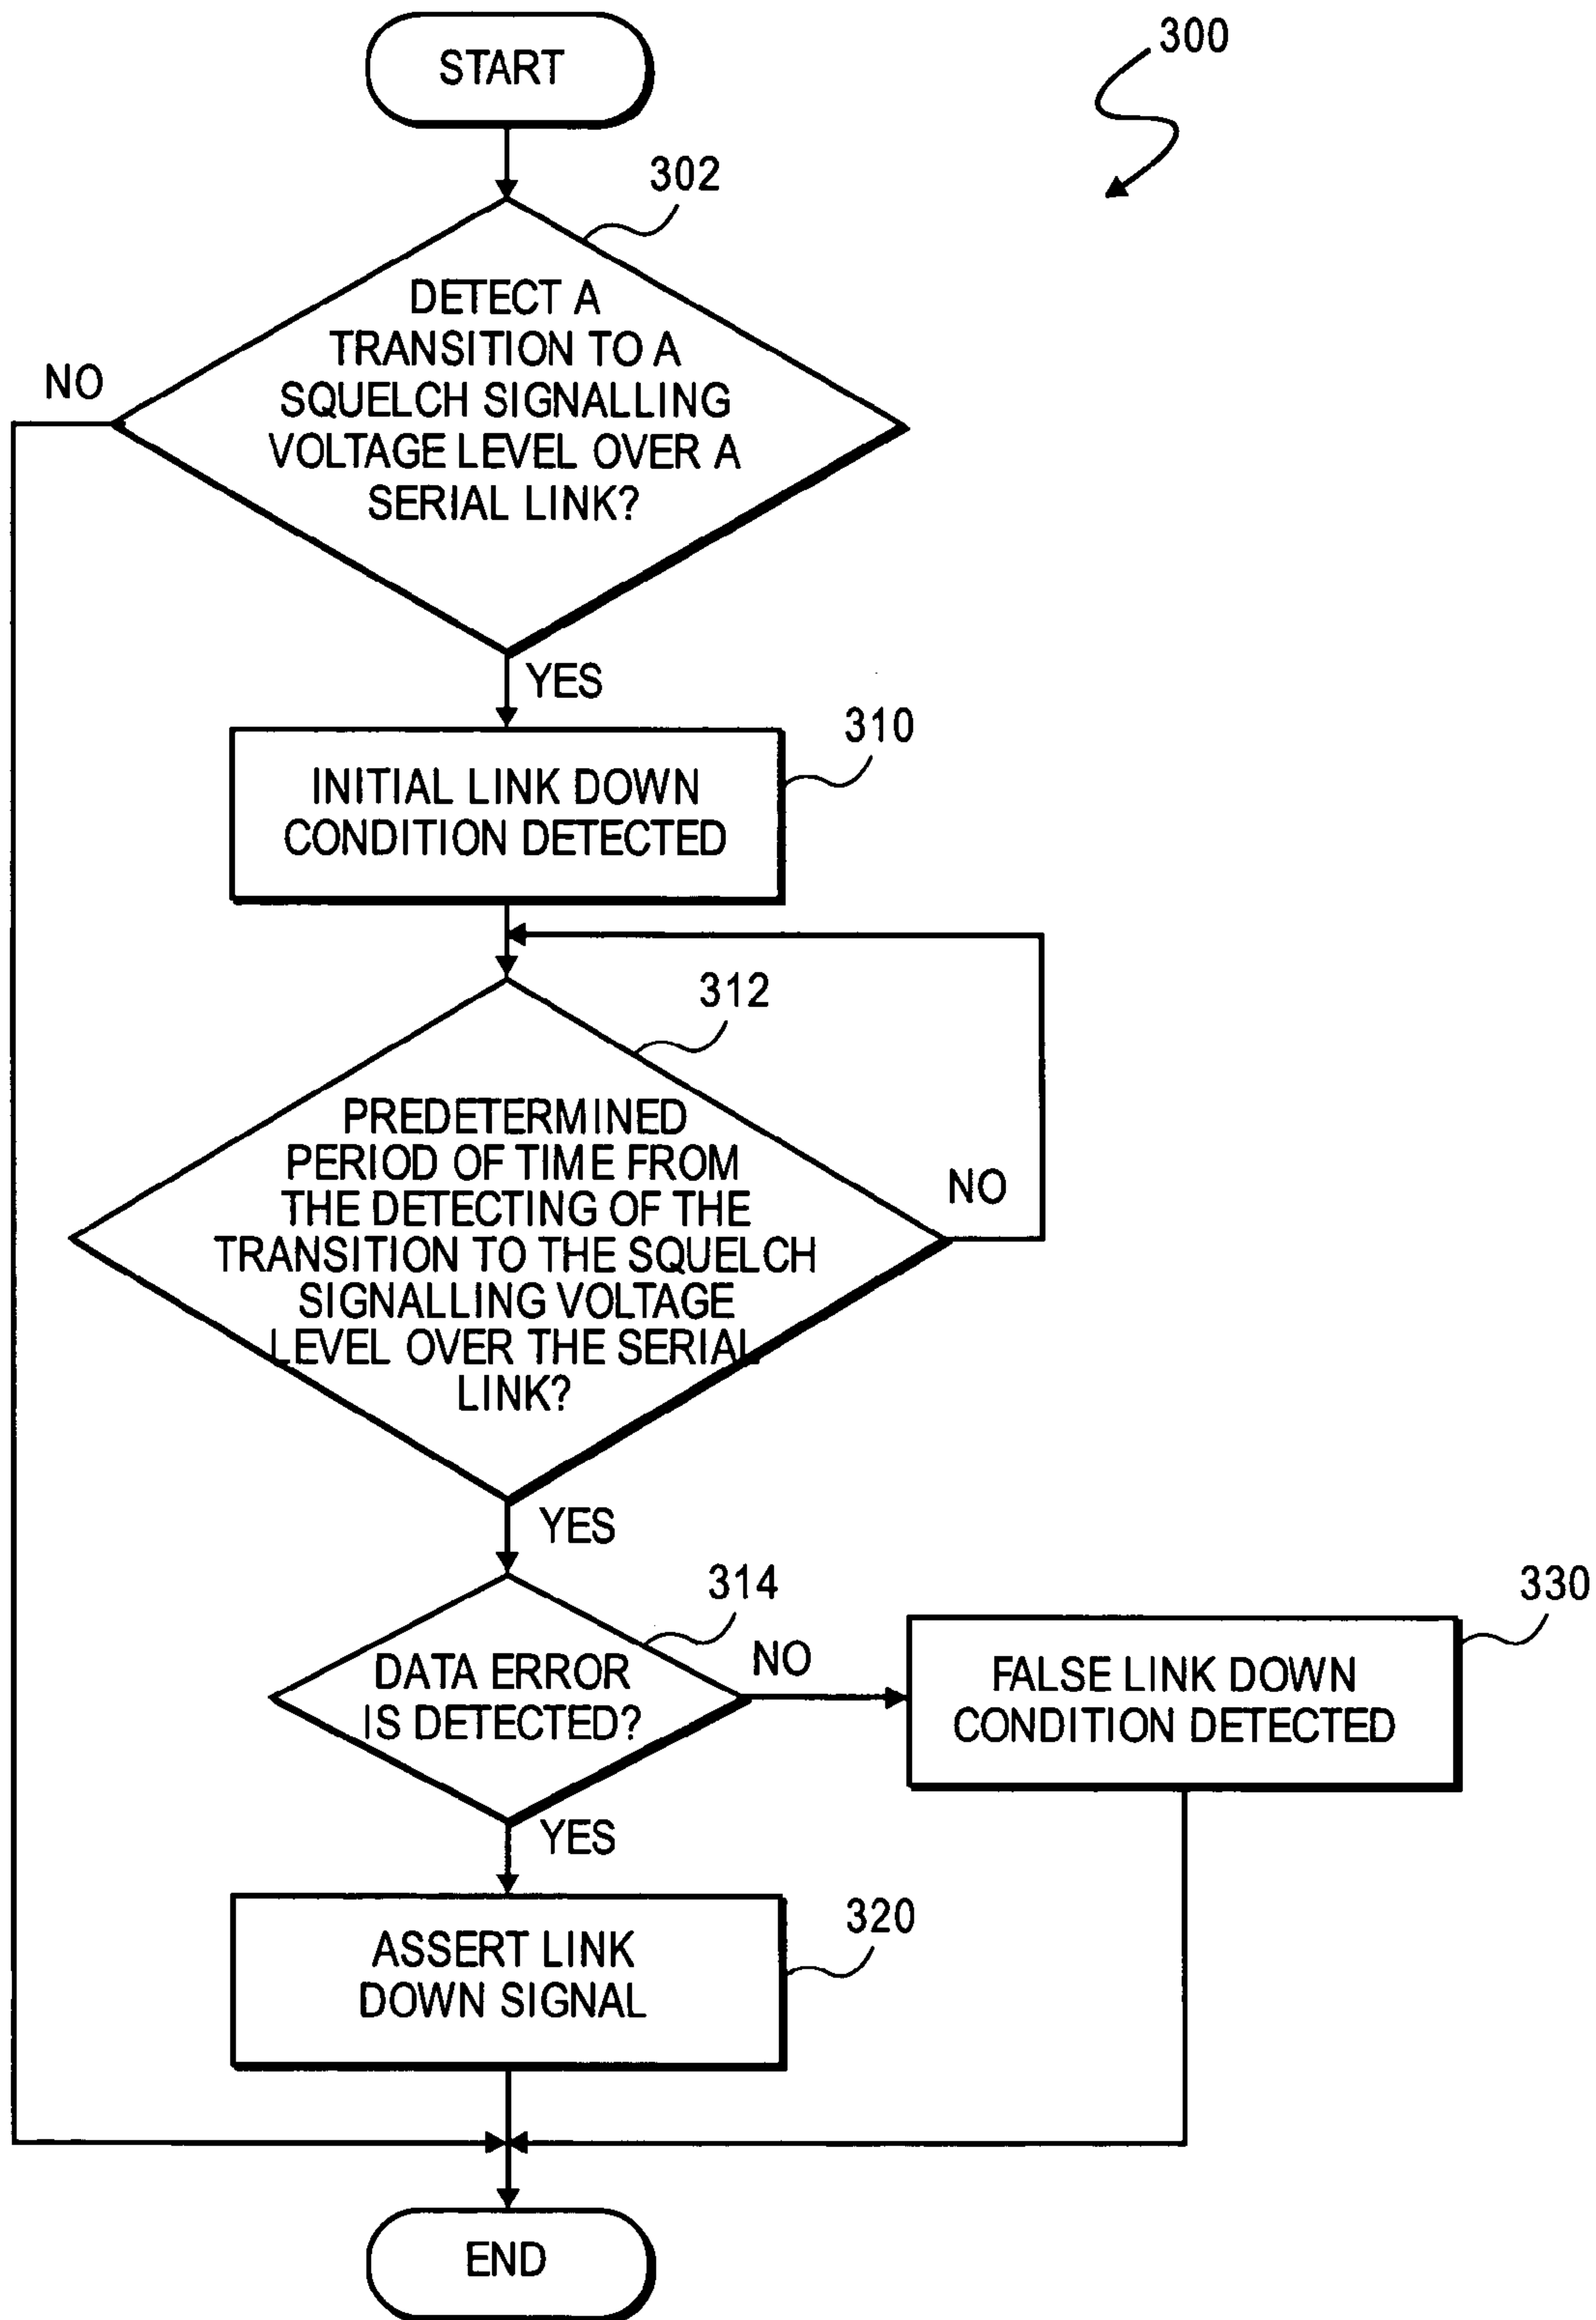 START
300
302
DETECT A
TRANSITION TO A
SQUELCH SIGNALLING
VOLTAGE LEVEL OVER A
SERIAL LINK?
NO
YES
310
INITIAL LINK DOWN
CONDITION DETECTED
312
PREDETERMINED
PERIOD OF TIME FROM
THE DETECTING OF THE
TRANSITION TO THE SQUELCH
SIGNALLING VOLTAGE
LEVEL OVER THE SERIAL
LINK?
NO
YES
314
DATA ERROR
IS DETECTED?
NO
330
FALSE LINK DOWN
CONDITION DETECTED
YES
320
ASSERT LINK
DOWN SIGNAL
END